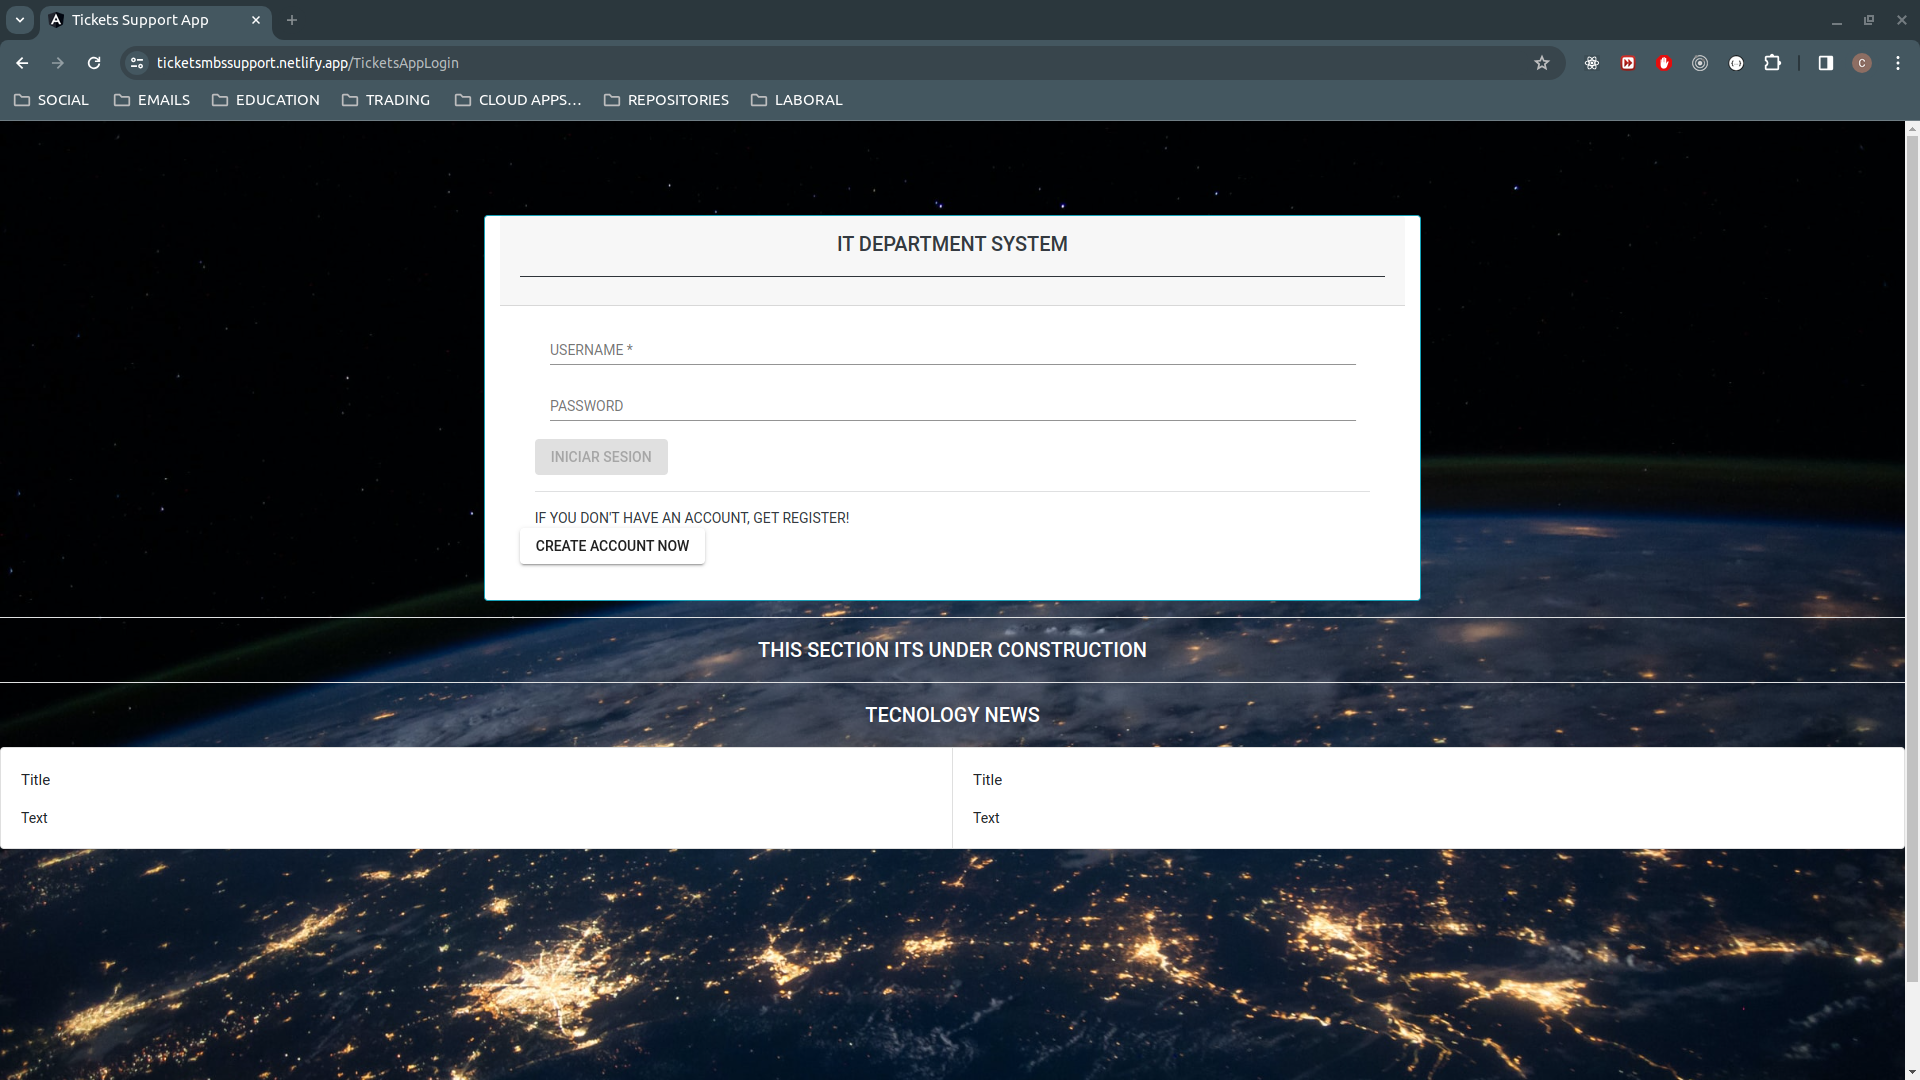 Tickets Support App
ticketsmbssupport.netlify.app/TicketsAppLogin
C
SOCIAL EMAILS EDUCATION TRADING CLOUD APPS... REPOSITORIES LABORAL
IT DEPARTMENT SYSTEM
USERNAME *
PASSWORD
INICIAR SESION
IF YOU DON'T HAVE AN ACCOUNT, GET REGISTER!
CREATE ACCOUNT NOW
THIS SECTION ITS UNDER CONSTRUCTION
TECNOLOGY NEWS
Title Title
Text Text